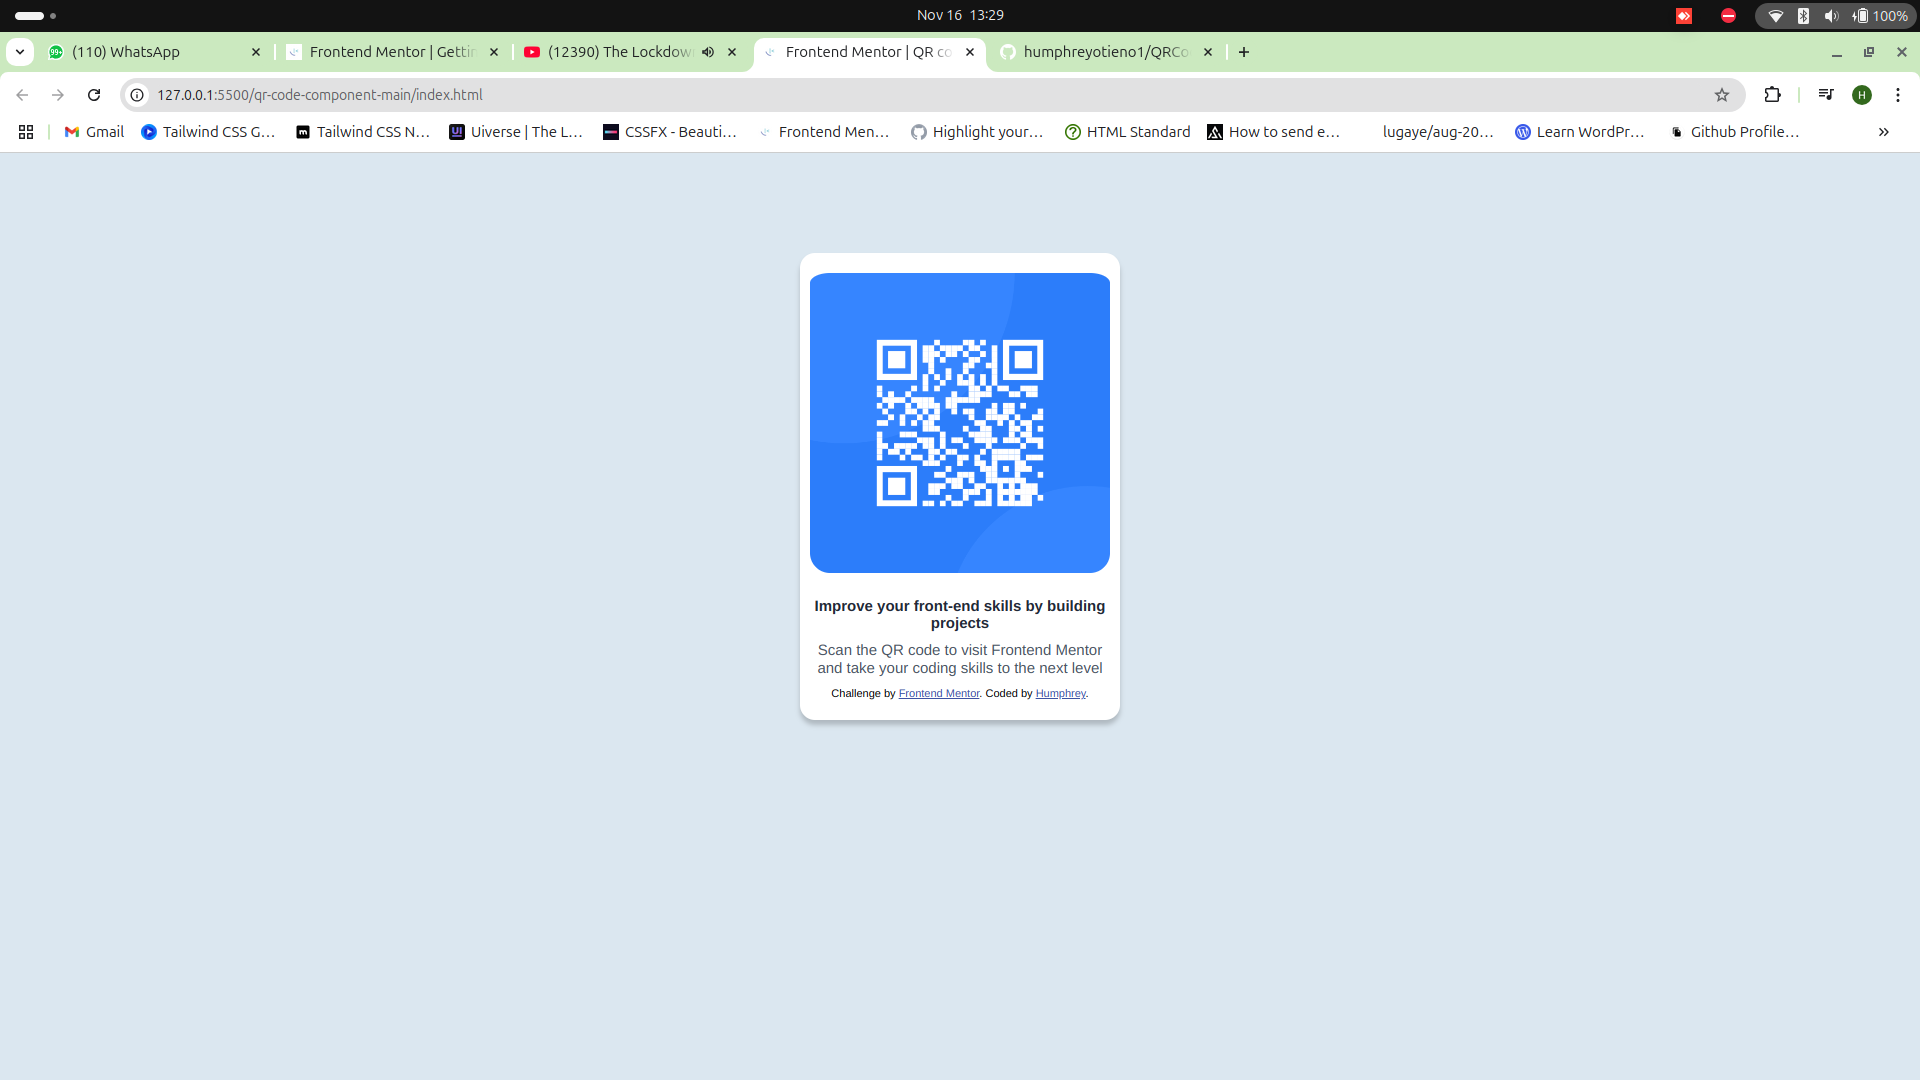 Nov 16 13:29
100%
(110) WhatsApp
Frontend Mentor | Gettin
(12390) The Lockdown
Frontend Mentor | QR co
humphreyotieno1/QRCo
127.0.0.1:5500/qr-code-component-main/index.html
H
Gmail
Tailwind CSS G…
Tailwind CSS N…
Uiverse | The L…
CSSFX - Beauti…
Frontend Men…
Highlight your…
HTML Standard
How to send e…
lugaye/aug-20…
Learn WordPr…
Github Profile…
Improve your front-end skills by building
projects
Scan the QR code to visit Frontend Mentor
and take your coding skills to the next level
Challenge by Frontend Mentor. Coded by Humphrey.